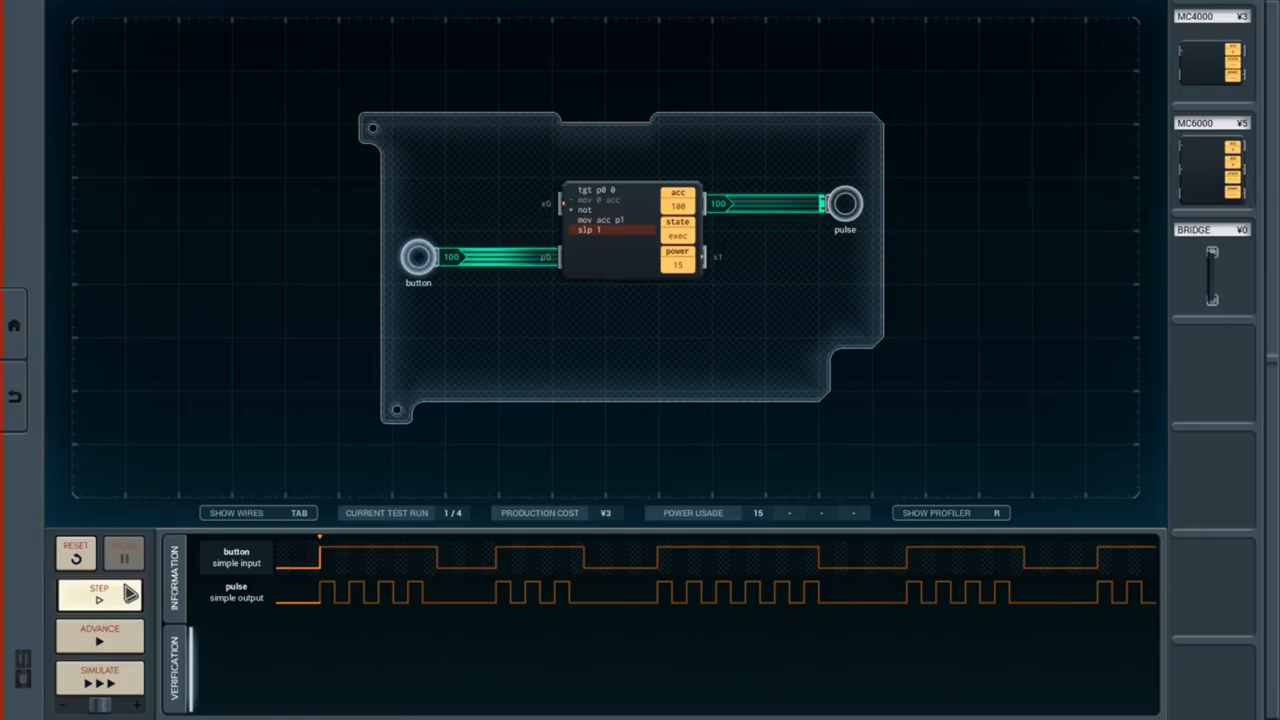 MC4000 ¥3
MC6000 ¥5
BRIDGE ¥0
tgt p0 0
- mov 0 acc
+ not
mov acc p1
slp 1
acc
100
state
exec
power
15
x0
p0
x1
100
pulse
100
button
SHOW WIRES TAB
CURRENT TEST RUN 1 / 4
PRODUCTION COST ¥3
POWER USAGE 15 - - -
SHOW PROFILER R
RESET
STEP
ADVANCE
SIMULATE
- +
INFORMATION
VERIFICATION
button
simple input
pulse
simple output